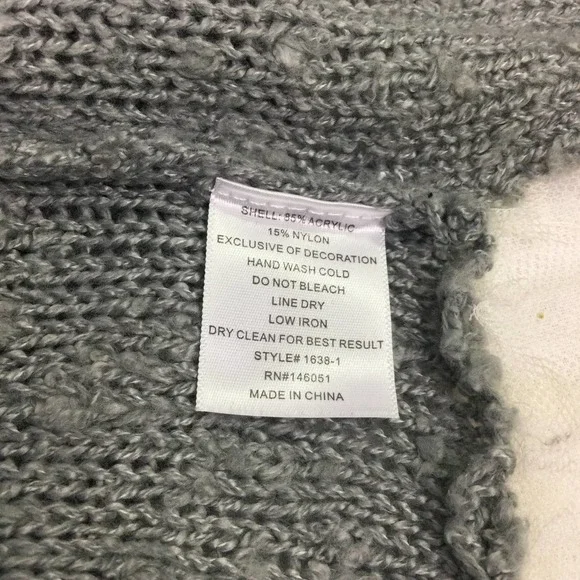 SHELL: 85% ACRYLIC
15% NYLON
EXCLUSIVE OF DECORATION
HAND WASH COLD
DO NOT BLEACH
LINE DRY
LOW IRON
DRY CLEAN FOR BEST RESULT
STYLE# 1638-1
RN#146051
MADE IN CHINA